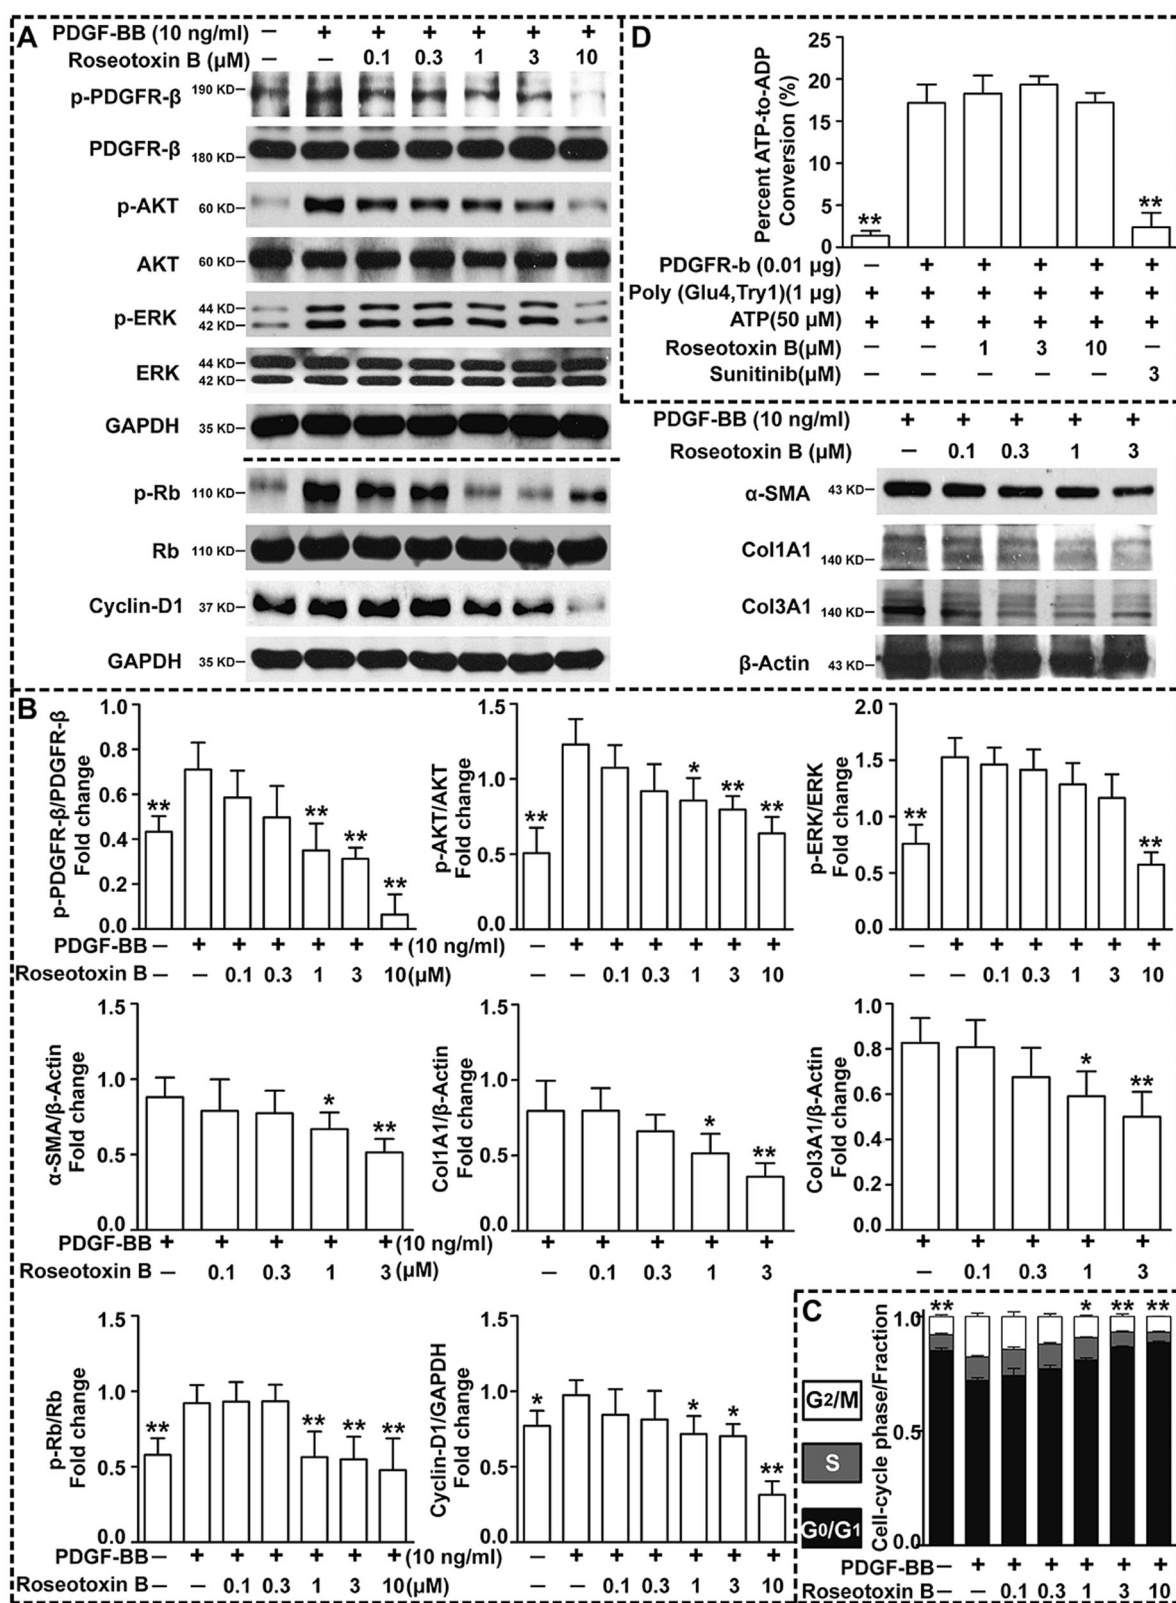 A
PDGF-BB (10 ng/ml) – + + + + + +
Roseotoxin B (μM) – – 0.1 0.3 1 3 10
p-PDGFR-β 190 KD
PDGFR-β 180 KD
p-AKT 60 KD
AKT 60 KD
p-ERK 44 KD
42 KD
ERK 44 KD
42 KD
GAPDH 35 KD
p-Rb 110 KD
Rb 110 KD
Cyclin-D1 37 KD
GAPDH 35 KD
D
Percent ATP-to-ADP
Conversion (%)
25
20
15
10
5
0
** **
PDGFR-b (0.01 μg) – + + + + +
Poly (Glu4,Try1)(1 μg) + + + + + +
ATP(50 μM) + + + + + +
Roseotoxin B(μM) – – 1 3 10 –
Sunitinib(μM) – – – – – 3
PDGF-BB (10 ng/ml) + + + + +
Roseotoxin B (μM) – 0.1 0.3 1 3
α-SMA 43 KD
Col1A1 140 KD
Col3A1 140 KD
β-Actin 43 KD
B
p-PDGFR-β/PDGFR-β
Fold change
1.0
0.8
0.6
0.4
0.2
0.0
** ** ** **
PDGF-BB – + + + + + + (10 ng/ml)
Roseotoxin B – – 0.1 0.3 1 3 10 (μM)
p-AKT/AKT
Fold change
1.5
1.0
0.5
0.0
** * ** **
– + + + + + +
– – 0.1 0.3 1 3 10
p-ERK/ERK
Fold change
2.0
1.5
1.0
0.5
0.0
** **
– + + + + + +
– – 0.1 0.3 1 3 10
α-SMA/β-Actin
Fold change
1.5
1.0
0.5
0.0
* **
PDGF-BB + + + + + (10 ng/ml)
Roseotoxin B – 0.1 0.3 1 3 (μM)
Col1A1/β-Actin
Fold change
1.5
1.0
0.5
0.0
* **
+ + + + +
– 0.1 0.3 1 3
Col3A1/β-Actin
Fold change
1.0
0.8
0.6
0.4
0.2
0.0
* **
+ + + + +
– 0.1 0.3 1 3
p-Rb/Rb
Fold change
1.5
1.0
0.5
0.0
** ** ** **
PDGF-BB – + + + + + + (10 ng/ml)
Roseotoxin B – – 0.1 0.3 1 3 10 (μM)
Cyclin-D1/GAPDH
Fold change
1.5
1.0
0.5
0.0
* * * **
– + + + + + +
– – 0.1 0.3 1 3 10
C
G2/M
S
G0/G1
Cell-cycle phase/Fraction
1.0
0.5
0.0
** * ** **
PDGF-BB – + + + + + +
Roseotoxin B – – 0.1 0.3 1 3 10